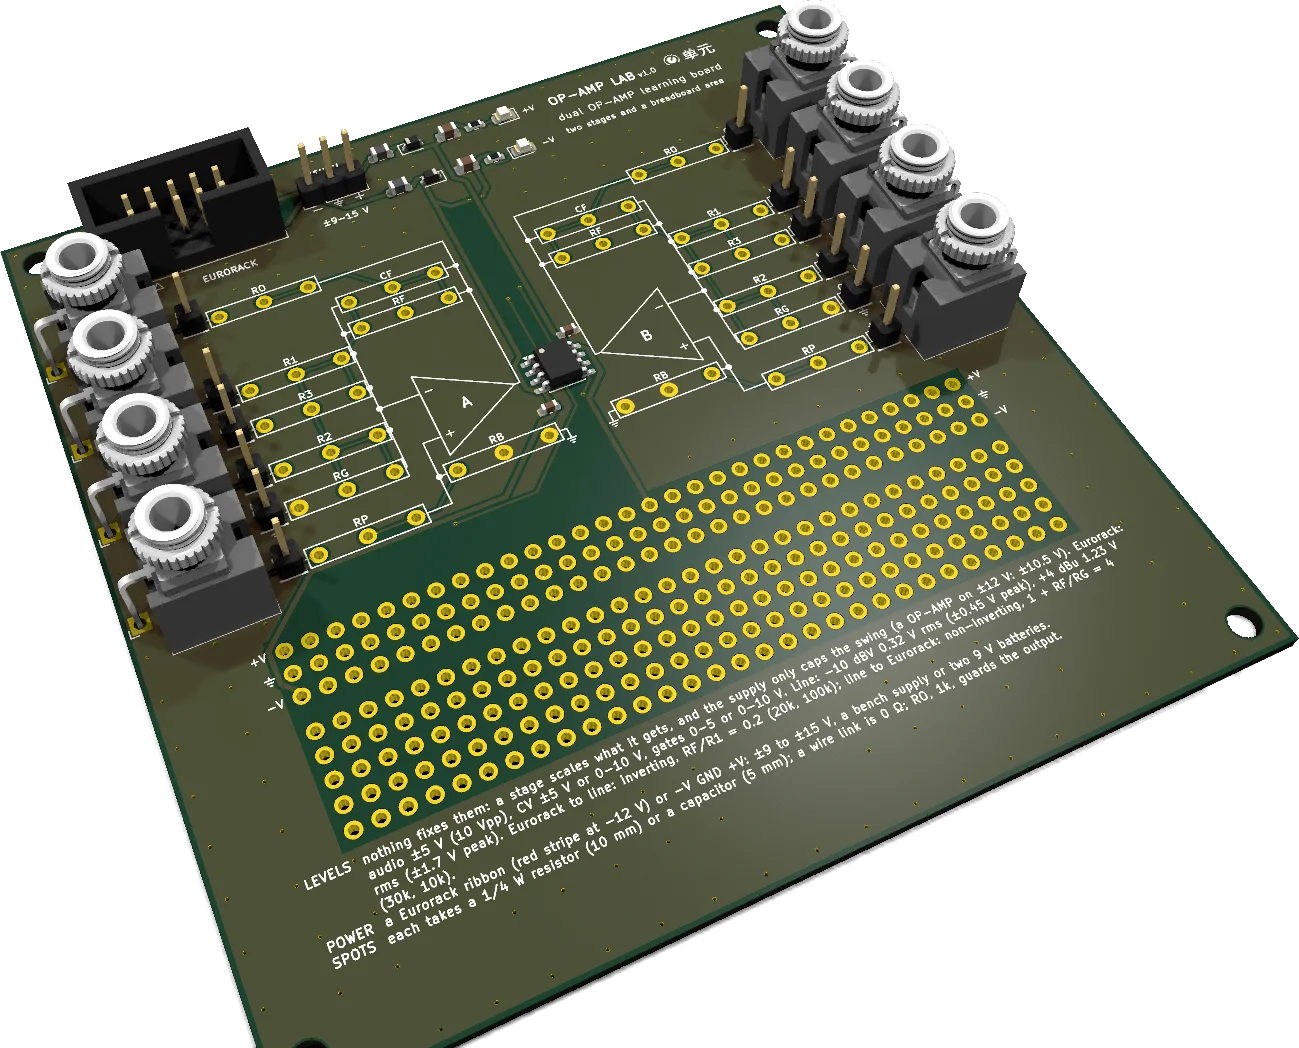 OP-AMP LAB v1.0 单元
dual OP-AMP learning board
two stages and a breadboard area
+V
-V
±9-15 V
- +
EURORACK
RO
CF
RF
R1
R3
R2
RG
RP
RB
A
- +
RO
CF
RF
R1
R3
R2
RG
RP
RB
B
+
+V
-V
+V
-V
LEVELS nothing fixes them: a stage scales what it gets, and the supply only caps the swing (a OP-AMP on ±12 V: ±10.5 V). Eurorack:
audio ±5 V (10 Vpp), CV ±5 V or 0-10 V, gates 0-5 or 0-10 V. Line: -10 dBV 0.32 V rms (±0.45 V peak), +4 dBu 1.23 V
rms (±1.7 V peak). Eurorack to line: inverting, RF/R1 = 0.2 (20k, 100k); line to Eurorack: non-inverting, 1 + RF/RG = 4
(30k, 10k).
POWER a Eurorack ribbon (red stripe at -12 V) or -V GND +V: ±9 to ±15 V, a bench supply or two 9 V batteries.
SPOTS each takes a 1/4 W resistor (10 mm) or a capacitor (5 mm); a wire link is 0 Ω; RO, 1k, guards the output.